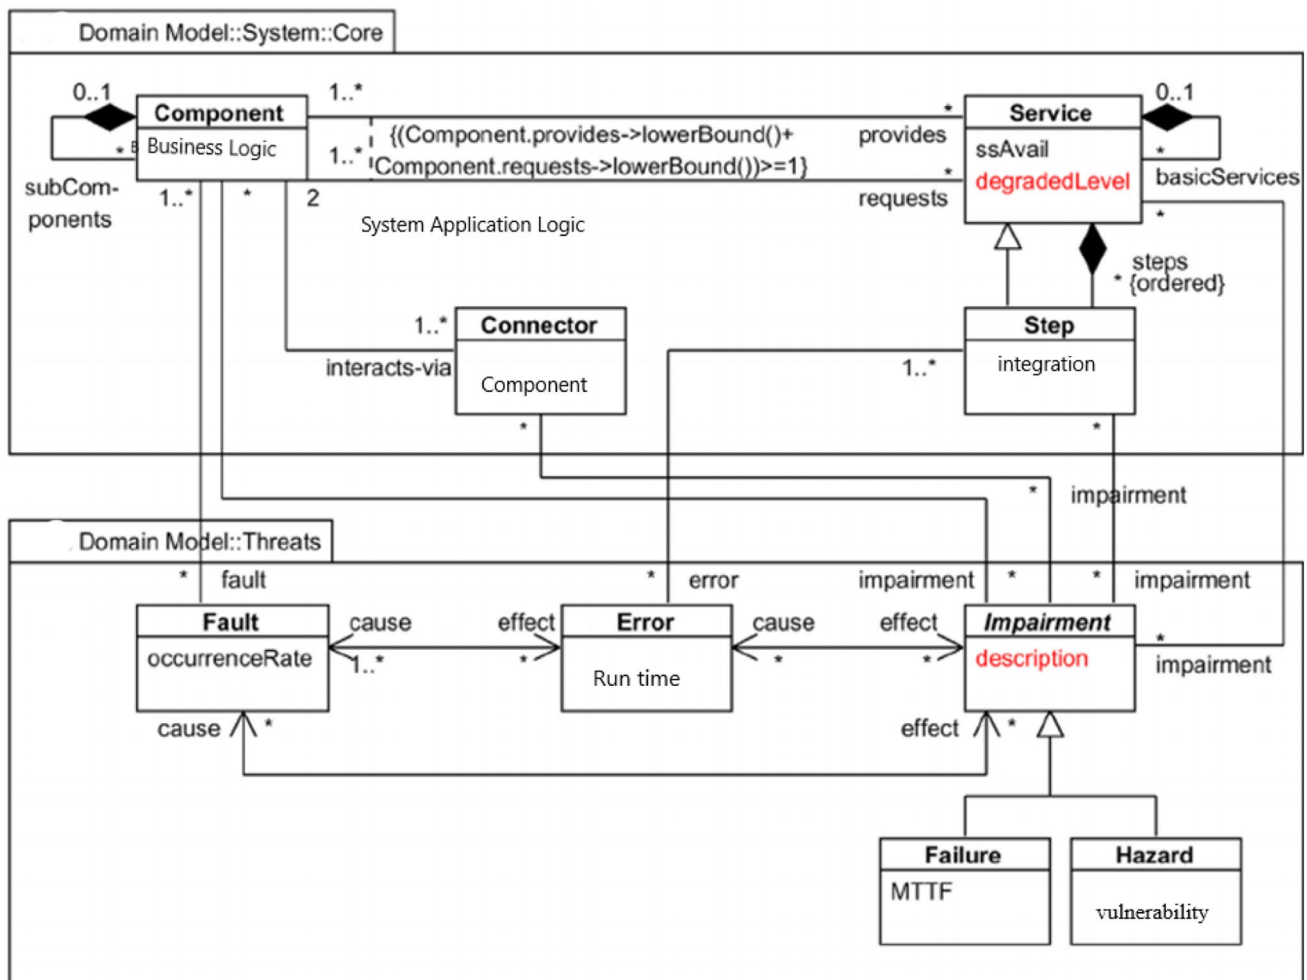 Domain Model::System::Core
0..1
Component
Business Logic
*
subCom-
ponents
1..*
1..*
{(Component.provides->lowerBound()+
Component.requests->lowerBound())>=1}
*
provides
*
requests
Service
ssAvail
degradedLevel
0..1
*
basicServices
*
1..*
*
2
System Application Logic
steps
* {ordered}
1..*
interacts-via
Connector
Component
*
1..*
Step
integration
*
* impairment
Domain Model::Threats
* fault
* error
impairment *
* impairment
Fault
occurrenceRate
cause
1..*
effect
*
Error
Run time
cause
*
effect
*
Impairment
description
*
impairment
cause *
effect *
Failure
MTTF
Hazard
vulnerability